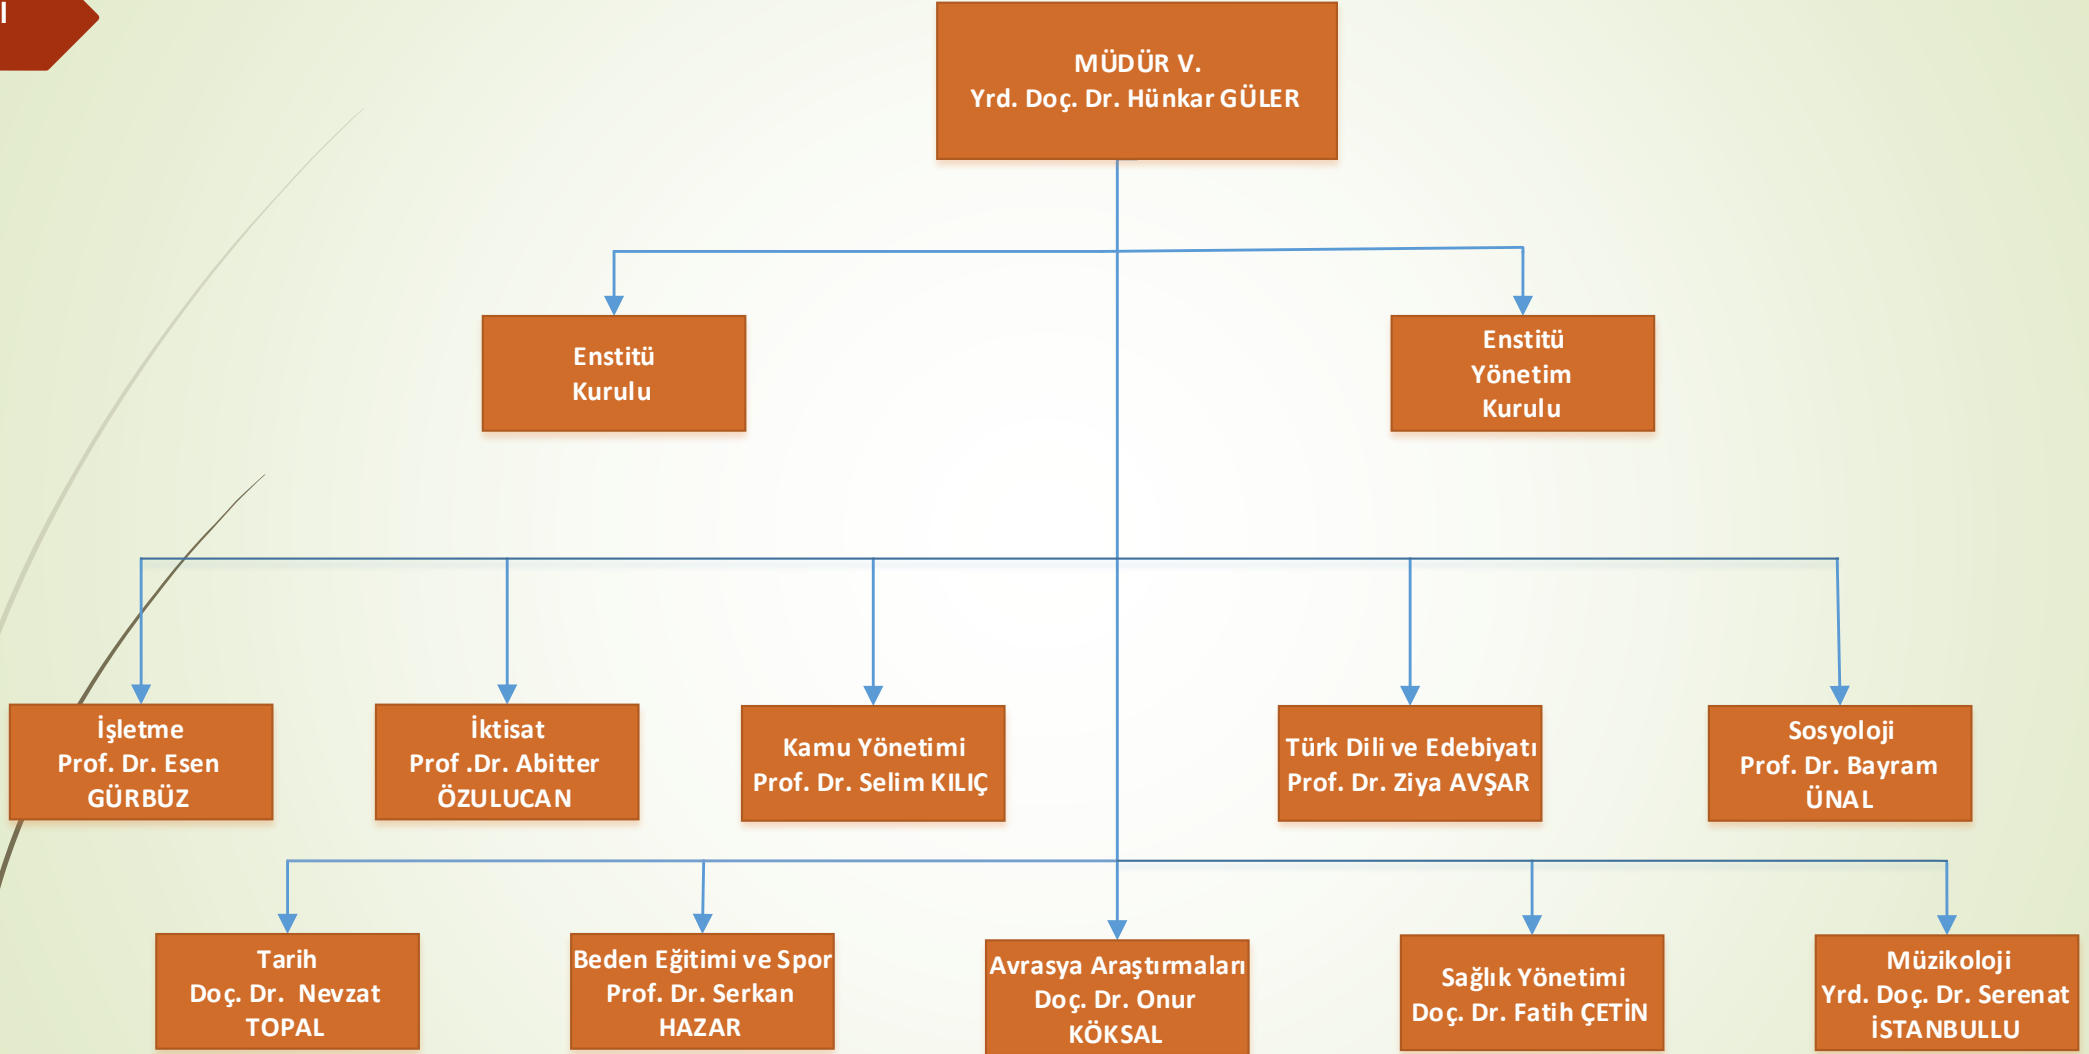 I
MÜDÜR V.
Yrd. Doç. Dr. Hünkar GÜLER
Enstitü
Kurulu
Enstitü
Yönetim
Kurulu
İşletme
Prof. Dr. Esen
GÜRBÜZ
İktisat
Prof .Dr. Abitter
ÖZULUCAN
Kamu Yönetimi
Prof. Dr. Selim KILIÇ
Türk Dili ve Edebiyatı
Prof. Dr. Ziya AVŞAR
Sosyoloji
Prof. Dr. Bayram
ÜNAL
Tarih
Doç. Dr.  Nevzat
TOPAL
Beden Eğitimi ve Spor
Prof. Dr. Serkan
HAZAR
Avrasya Araştırmaları
Doç. Dr. Onur
KÖKSAL
Sağlık Yönetimi
Doç. Dr. Fatih ÇETİN
Müzikoloji
Yrd. Doç. Dr. Serenat
İSTANBULLU